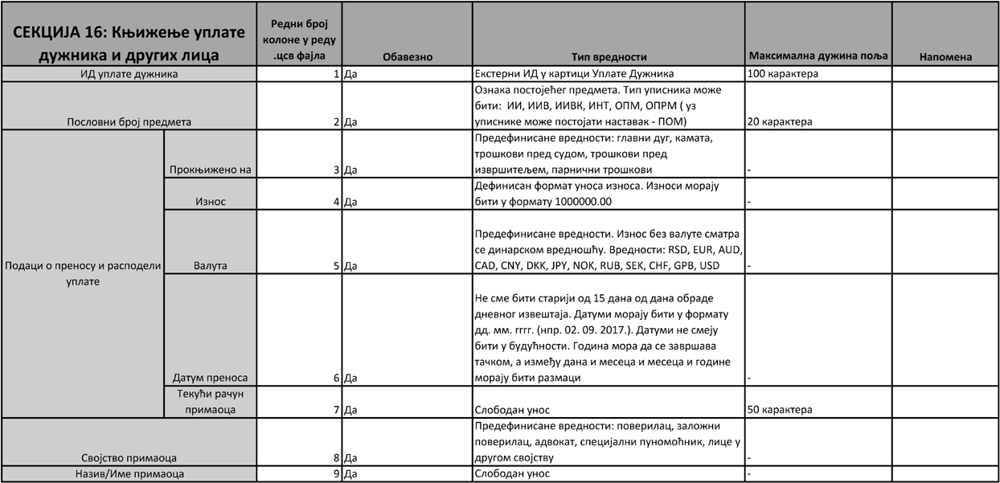 СЕКЦИЈА 16: Књижење уплате
дужника и других лица
Редни број
колоне у реду
.цсв фајла
Обавезно
Тип вредности
Максимална дужина поља
Напомена
ИД уплате дужника
1
Да
Екстерни ИД у картици Уплате Дужника
100 карактера
Пословни број предмета
2
Да
Ознака постојећег предмета. Тип уписника може
бити:  ИИ, ИИВ, ИИВК, ИНТ, ОПМ, ОПРМ ( уз
уписнике може постојати наставак - ПОМ)
20 карактера
Подаци о преносу и расподели
уплате
Прокњижено на
3
Да
Предефинисане вредности: главни дуг, камата,
трошкови пред судом, трошкови пред
извршитељем, парнични трошкови
-
Износ
4
Да
Дефинисан формат уноса износа. Износи морају
бити у формату 1000000.00
-
Валута
5
Да
Предефинисане вредности. Износ без валуте сматра
се динарском вредношћу. Вредности: RSD, EUR, AUD,
CAD, CNY, DKK, JPY, NOK, RUB, SEK, CHF, GPB, USD
-
Датум преноса
6
Да
Не сме бити старији од 15 дана од дана обраде
дневног извештаја. Датуми морају бити у формату
дд. мм. гггг. (нпр. 02. 09. 2017.). Датуми не смеју
бити у будућности. Година мора да се завршава
тачком, а између дана и месеца и месеца и године
морају бити размаци
-
Текући рачун
примаоца
7
Да
Слободан унос
50 карактера
Својство примаоца
8
Да
Предефинисане вредности: поверилац, заложни
поверилац, адвокат, специјални пуномоћник, лице у
другом својству
-
Назив/Име примаоца
9
Да
Слободан унос
-